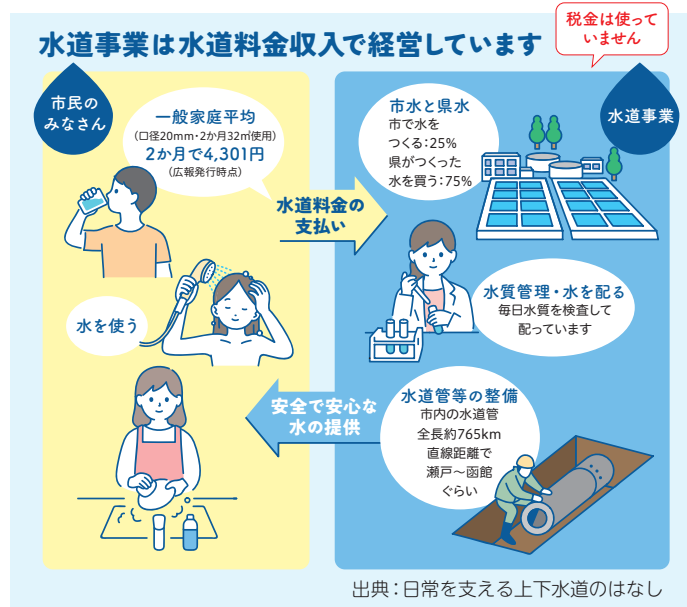 税金は使って
いません
水道事業は水道料金収入で経営しています
市民の
みなさん
一般家庭平均
(口径20mm・2か月32㎥使用)
2か月で4,301円
(広報発行時点)
水道料金の
支払い
水を使う
水道事業
市水と県水
市で水を
つくる:25%
県がつくった
水を買う:75%
水質管理・水を配る
毎日水質を検査して
配っています
安全で安心な
水の提供
水道管等の整備
市内の水道管
全長約765km
直線距離で
瀬戸～函館
ぐらい
出典:日常を支える上下水道のはなし